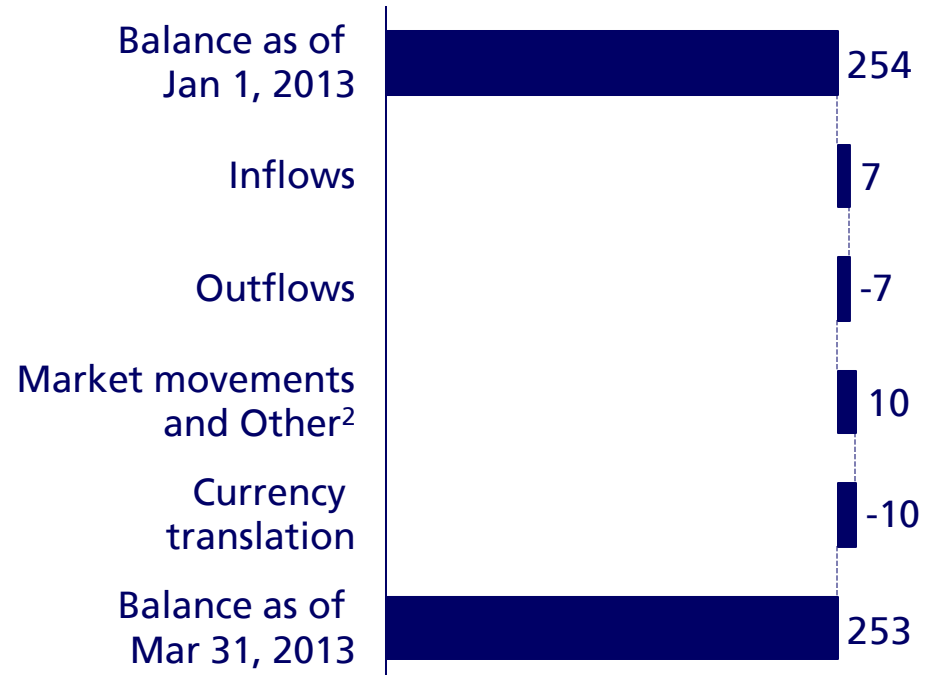 Balance as of
Jan 1, 2013
254
Inflows
7
Outflows
-7
Market movements
and Other²
10
Currency
translation
-10
Balance as of
Mar 31, 2013
253